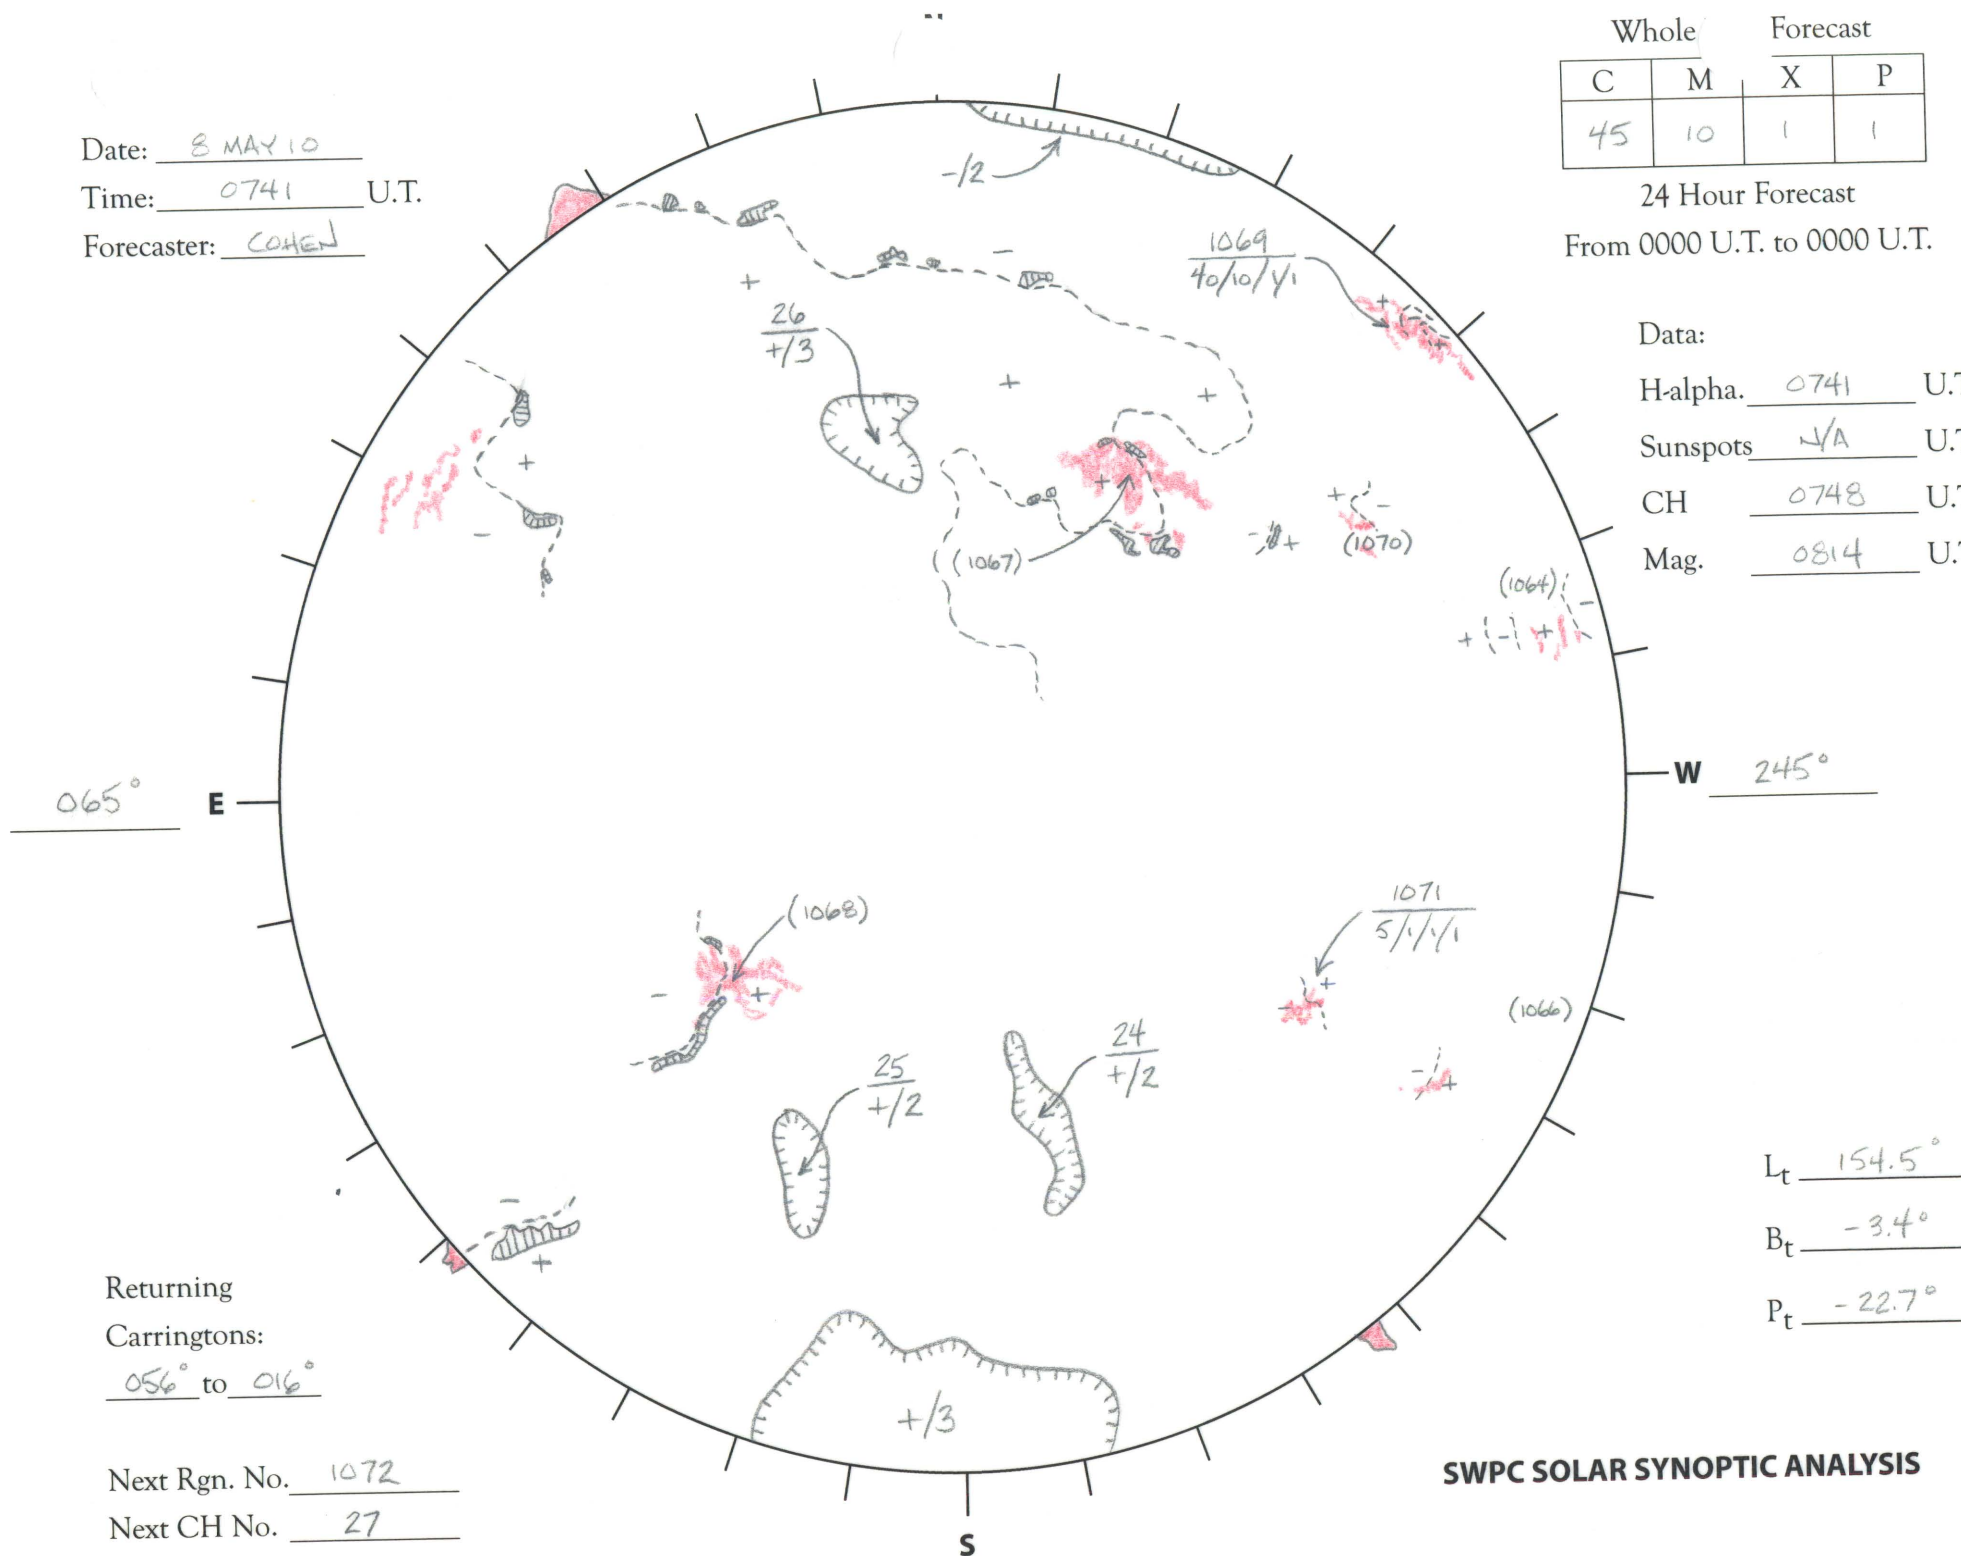 Whole Forecast
C M X P
45 10 1 1
24 Hour Forecast
From 0000 U.T. to 0000 U.T.
Date: 8 MAY 10
Time: 0741 U.T.
Forecaster: COHEN
-/2
1069
40/10/1/1
26
+/3
Data:
H-alpha. 0741 U.T
Sunspots N/A U.T
CH 0748 U.T
Mag. 0814 U.T
(1067)
(1070)
(1064)
065° E
W 245°
(1068)
1071
5/1/1/1
(1066)
25
+/2
24
+/2
Lt 154.5°
Bt -3.4°
Pt -22.7°
Returning
Carringtons:
056° to 016°
+/3
Next Rgn. No. 1072
Next CH No. 27
SWPC SOLAR SYNOPTIC ANALYSIS
S